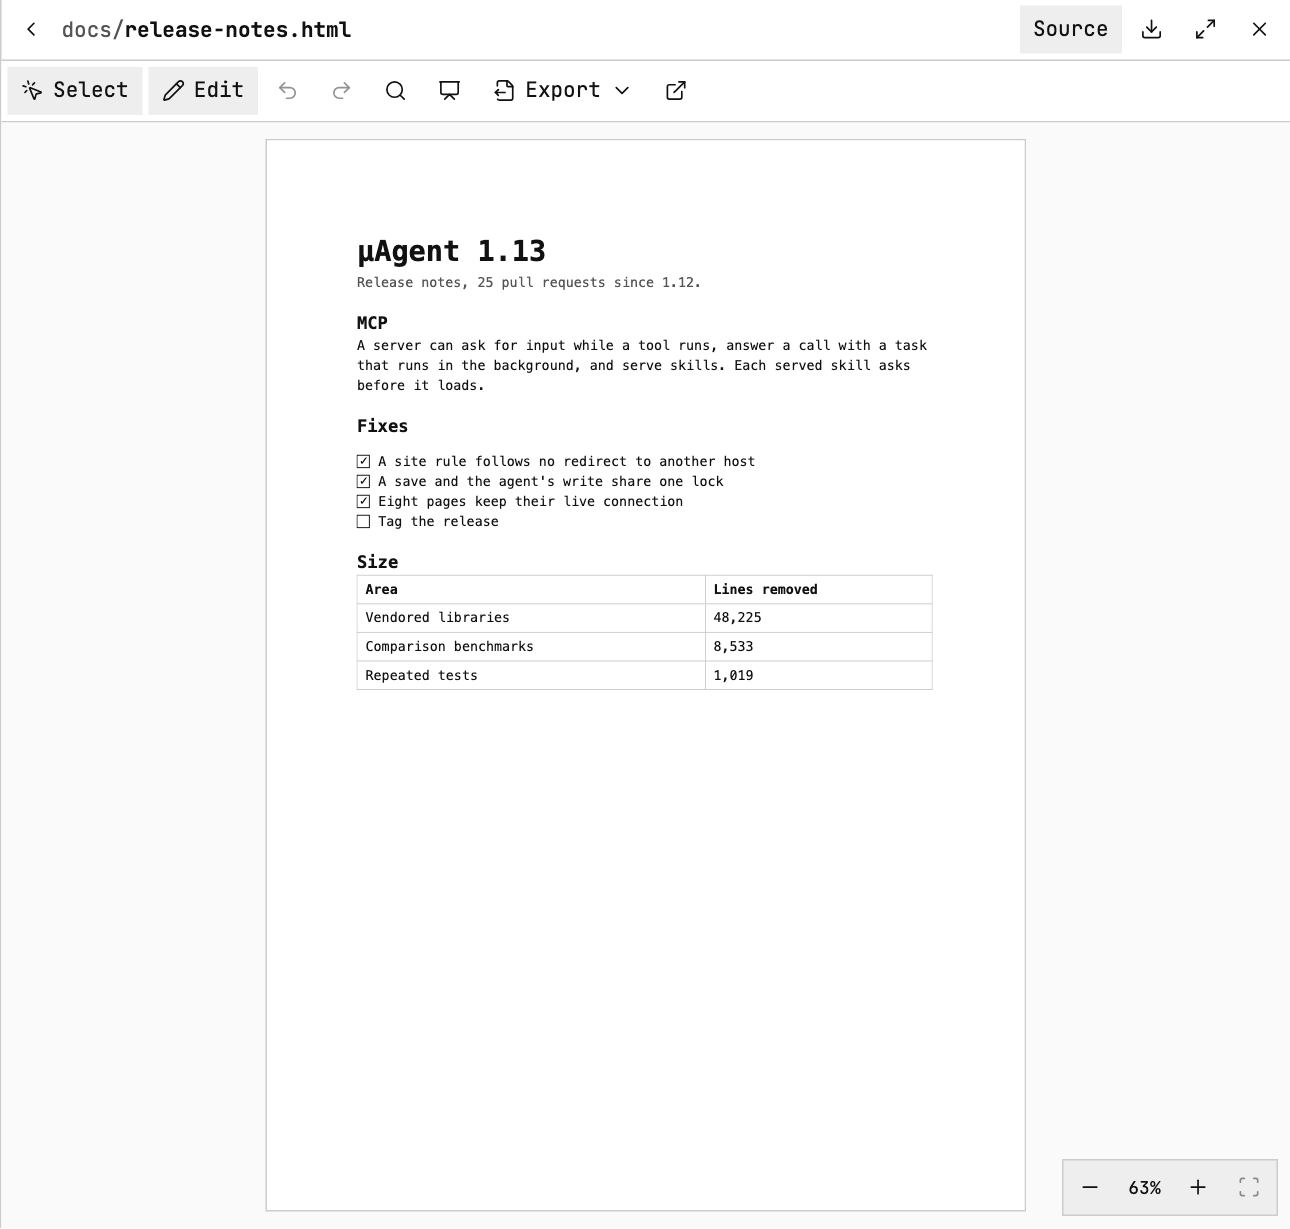 docs/release-notes.html
Source
Select
Edit
Export
µAgent 1.13
Release notes, 25 pull requests since 1.12.
MCP
A server can ask for input while a tool runs, answer a call with a task
that runs in the background, and serve skills. Each served skill asks
before it loads.
Fixes
A site rule follows no redirect to another host
A save and the agent's write share one lock
Eight pages keep their live connection
Tag the release
Size
Area Lines removed
Vendored libraries 48,225
Comparison benchmarks 8,533
Repeated tests 1,019
63%